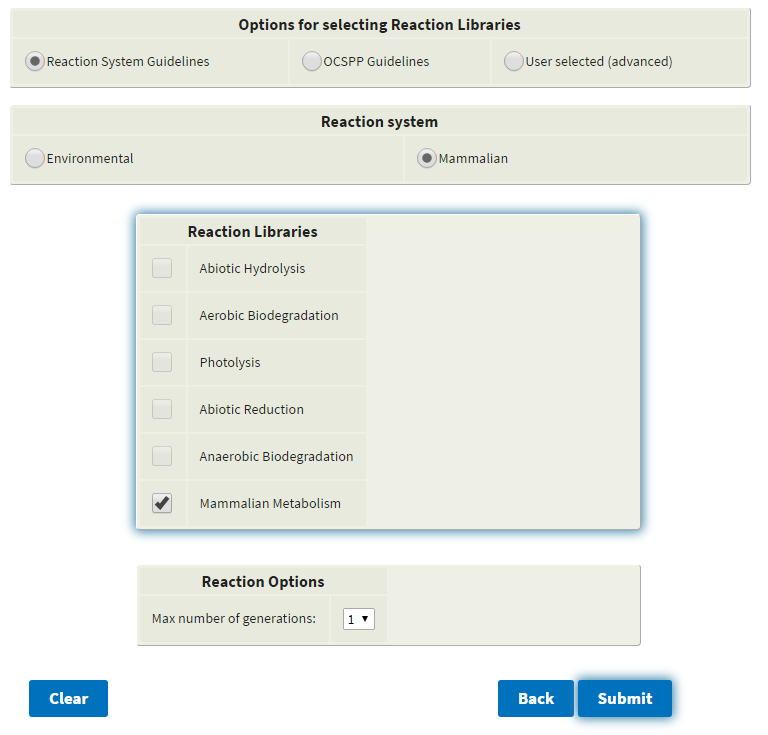 Options for selecting Reaction Libraries
Reaction System Guidelines OCSPP Guidelines User selected (advanced)
Reaction system
Environmental Mammalian
Reaction Libraries
Abiotic Hydrolysis
Aerobic Biodegradation
Photolysis
Abiotic Reduction
Anaerobic Biodegradation
Mammalian Metabolism
Reaction Options
Max number of generations: 1
Clear Back Submit